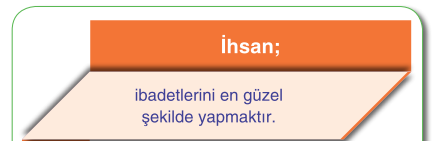 İhsan;
ibadetlerini en güzel
şekilde yapmaktır.